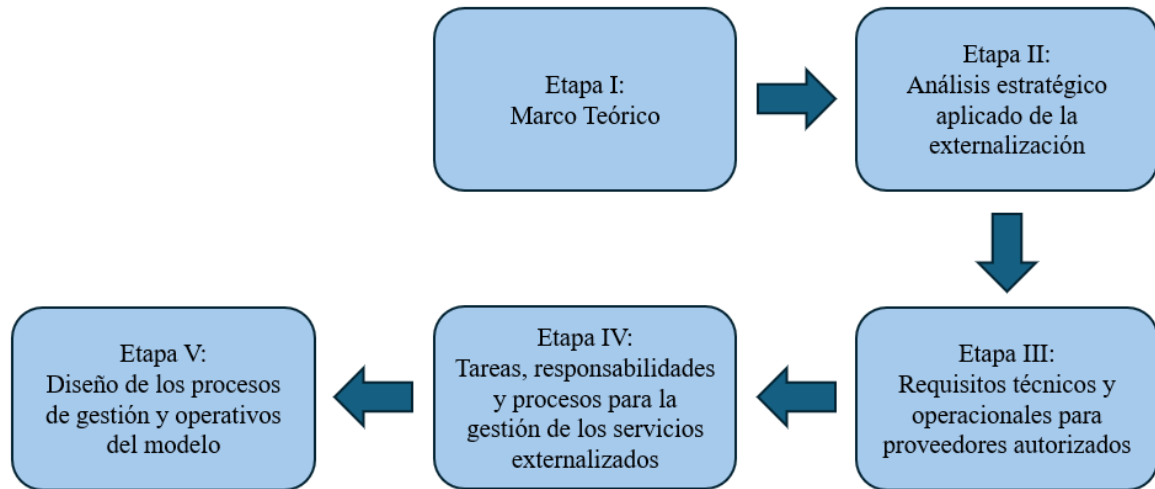 Etapa I:
Marco Teórico
Etapa II:
Análisis estratégico
aplicado de la
externalización
Etapa III:
Requisitos técnicos y
operacionales para
proveedores autorizados
Etapa IV:
Tareas, responsabilidades
y procesos para la
gestión de los servicios
externalizados
Etapa V:
Diseño de los procesos
de gestión y operativos
del modelo